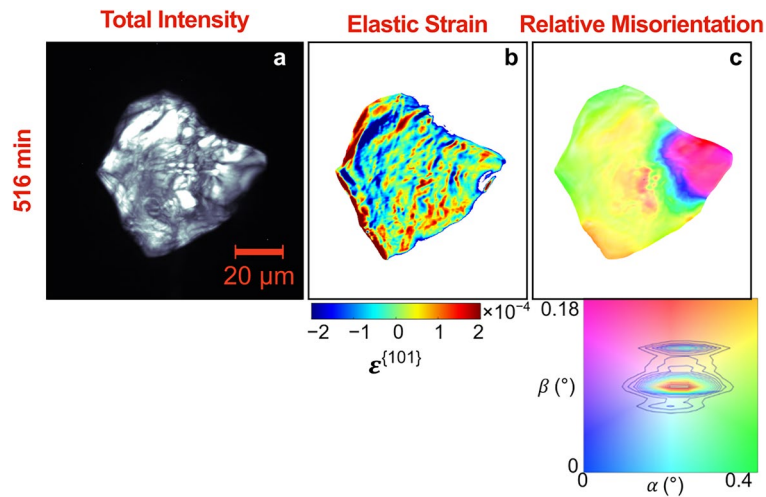 Total Intensity
Elastic Strain
Relative Misorientation
a
b
c
516 min
20 µm
−2 −1 0 1 2 ×10⁻⁴
ε{101}
0.18
β (°)
0
0 α (°) 0.4